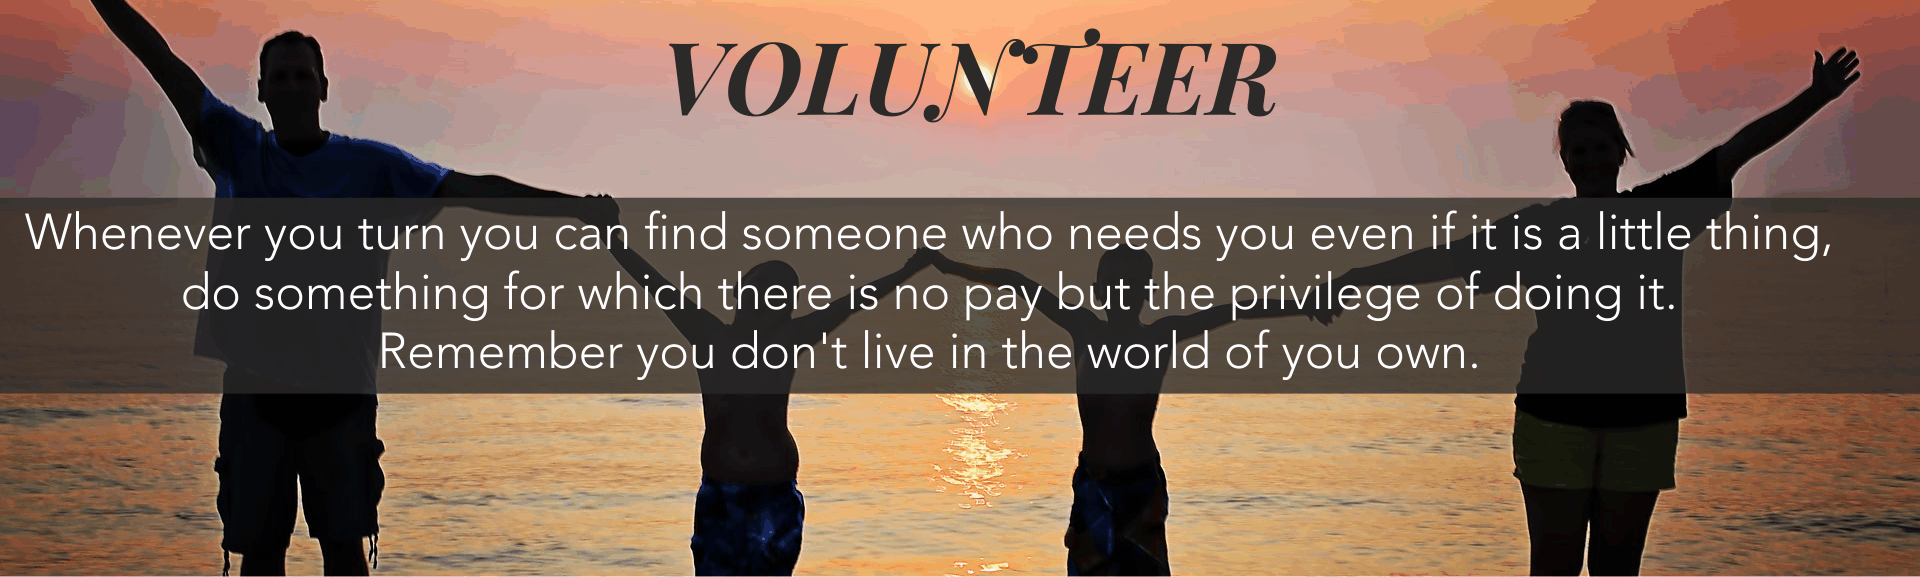 VOLUNTEER
Whenever you turn you can find someone who needs you even if it is a little thing,
do something for which there is no pay but the privilege of doing it.
Remember you don't live in the world of you own.